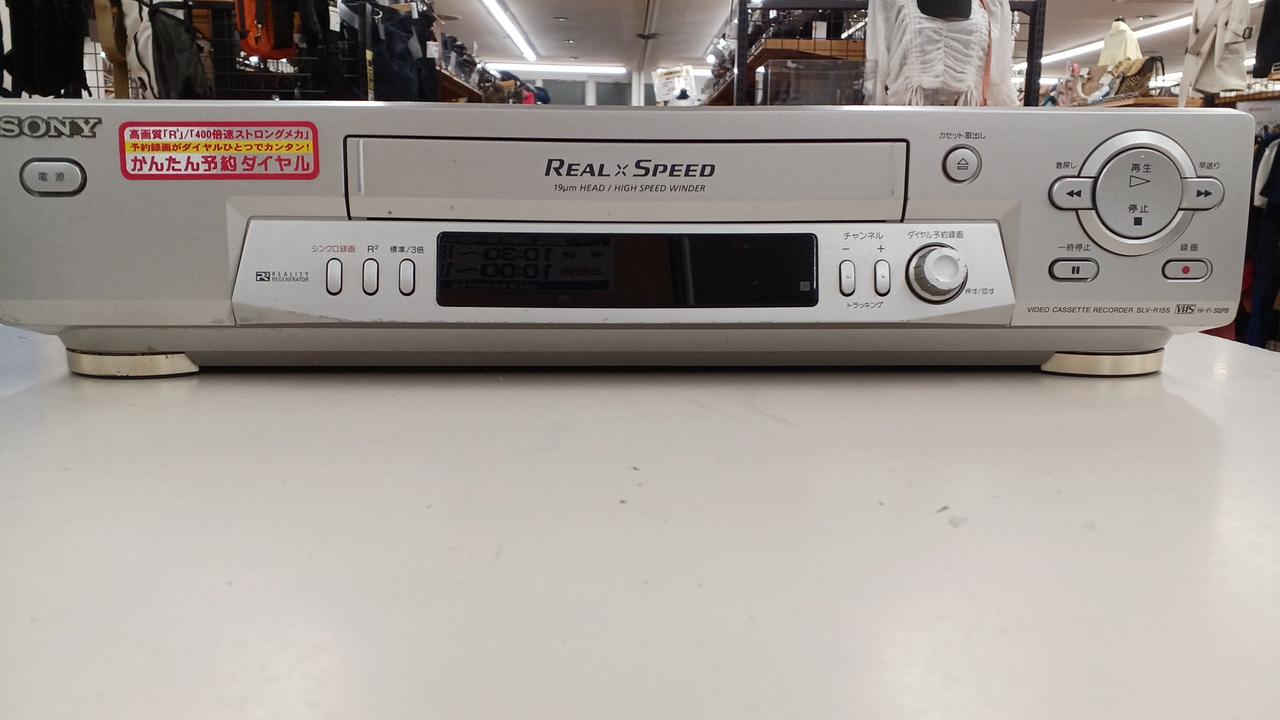 SONY
高画質「R³」/「400倍速ストロングメカ」
予約録画がダイヤルひとつでカンタン!
かんたん予約ダイヤル
電源
REAL×SPEED
19µm HEAD / HIGH SPEED WINDER
カセット取出し
巻戻し
再生
早送り
停止
一時停止
録画
シンクロ録画 R³ 標準/3倍
REALITY
REGENERATOR
チャンネル
− +
トラッキング
ダイヤル予約録画
押す/回す
VIDEO CASSETTE RECORDER SLV-R155 VHS Hi-Fi SQPB